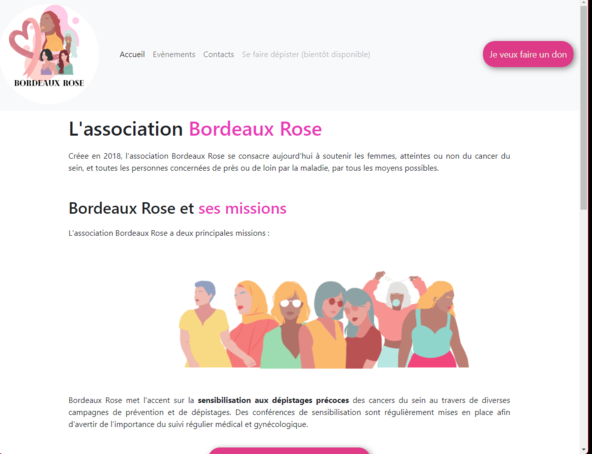 BORDEAUX ROSE
Accueil Evènements Contacts Se faire dépister (bientôt disponible)
Je veux faire un don
L'association Bordeaux Rose
Créee en 2018, l'association Bordeaux Rose se consacre aujourd'hui à soutenir les femmes, atteintes ou non du cancer du
sein, et toutes les personnes concernées de près ou de loin par la maladie, par tous les moyens possibles.
Bordeaux Rose et ses missions
L'association Bordeaux Rose a deux principales missions :
Bordeaux Rose met l'accent sur la sensibilisation aux dépistages précoces des cancers du sein au travers de diverses
campagnes de prévention et de dépistages. Des conférences de sensibilisation sont régulièrement mises en place afin
d'avertir de l'importance du suivi régulier médical et gynécologique.